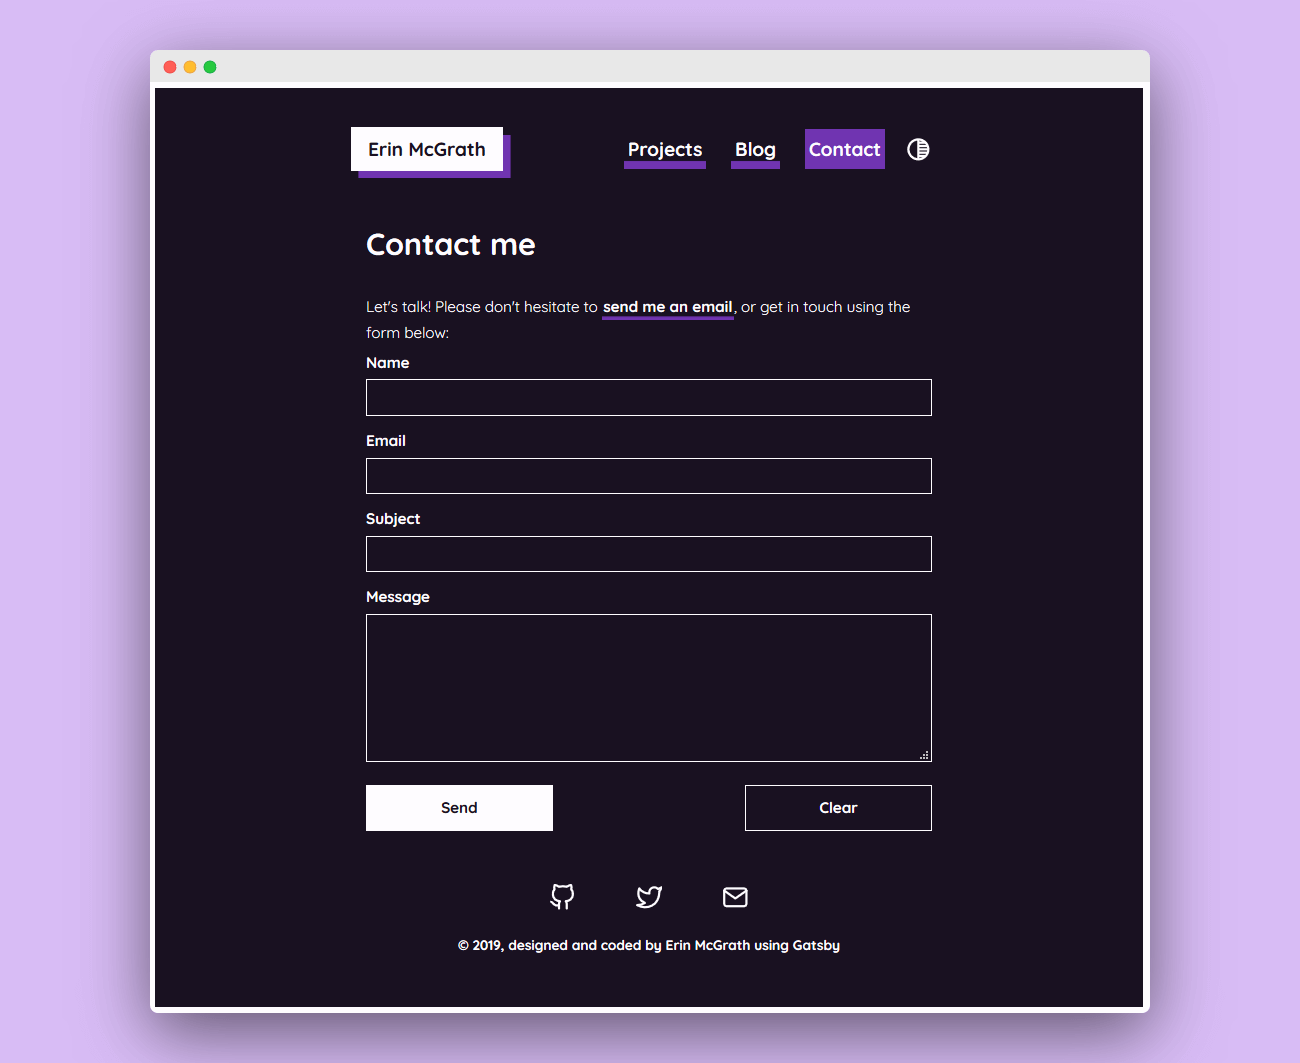 Erin McGrath
Projects
Blog
Contact
Contact me
Let's talk! Please don't hesitate to send me an email, or get in touch using the
form below:
Name
Email
Subject
Message
Send
Clear
© 2019, designed and coded by Erin McGrath using Gatsby